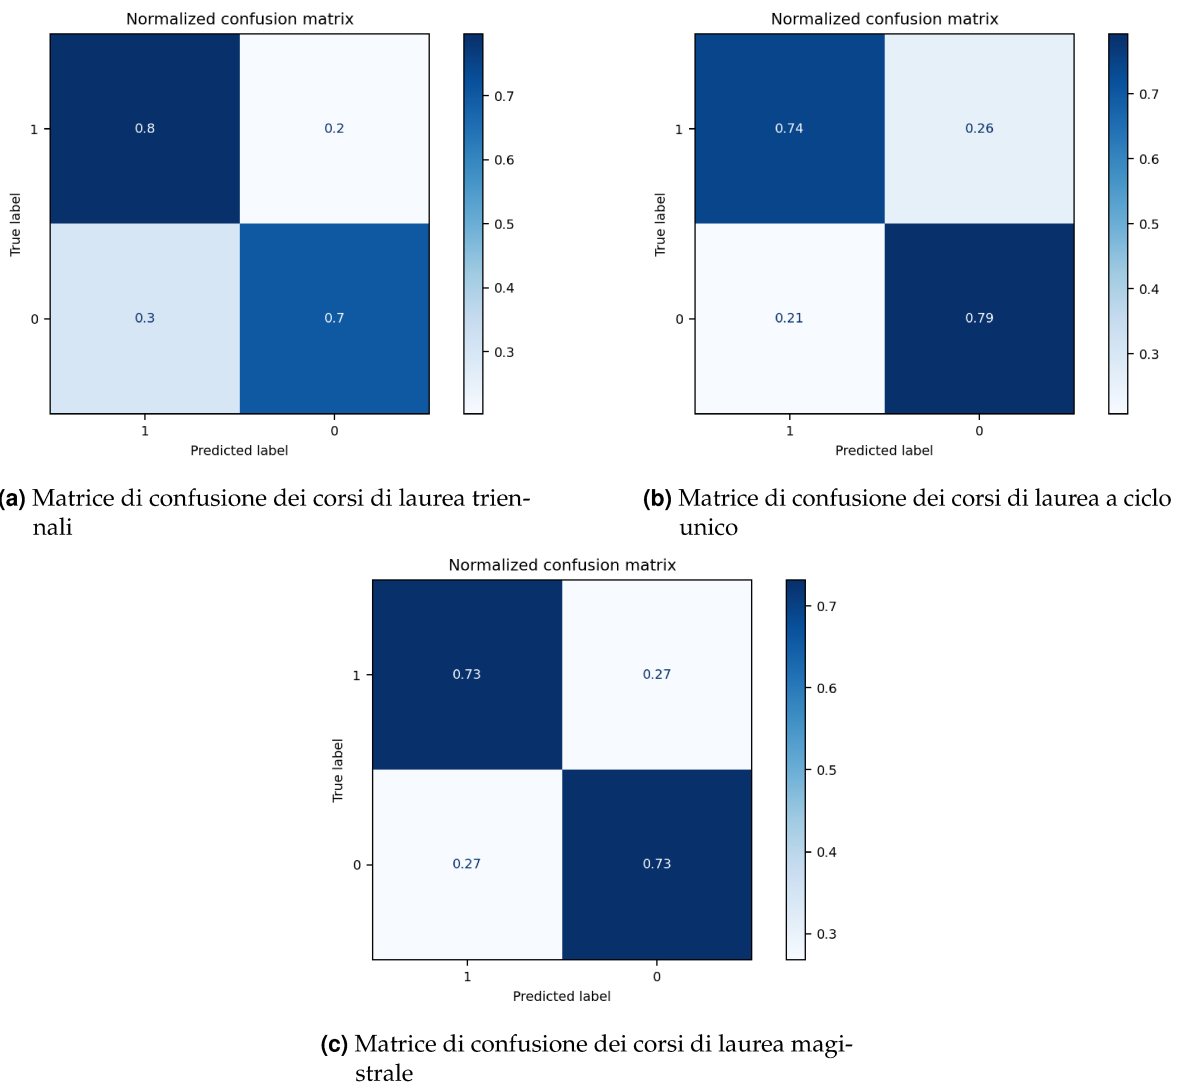 Normalized confusion matrix
True label
1
0
0.8
0.2
0.3
0.7
1
0
Predicted label
0.7
0.6
0.5
0.4
0.3
(a) Matrice di confusione dei corsi di laurea trien-
nali
Normalized confusion matrix
True label
1
0
0.74
0.26
0.21
0.79
1
0
Predicted label
0.7
0.6
0.5
0.4
0.3
(b) Matrice di confusione dei corsi di laurea a ciclo
unico
Normalized confusion matrix
True label
1
0
0.73
0.27
0.27
0.73
1
0
Predicted label
0.7
0.6
0.5
0.4
0.3
(c) Matrice di confusione dei corsi di laurea magi-
strale